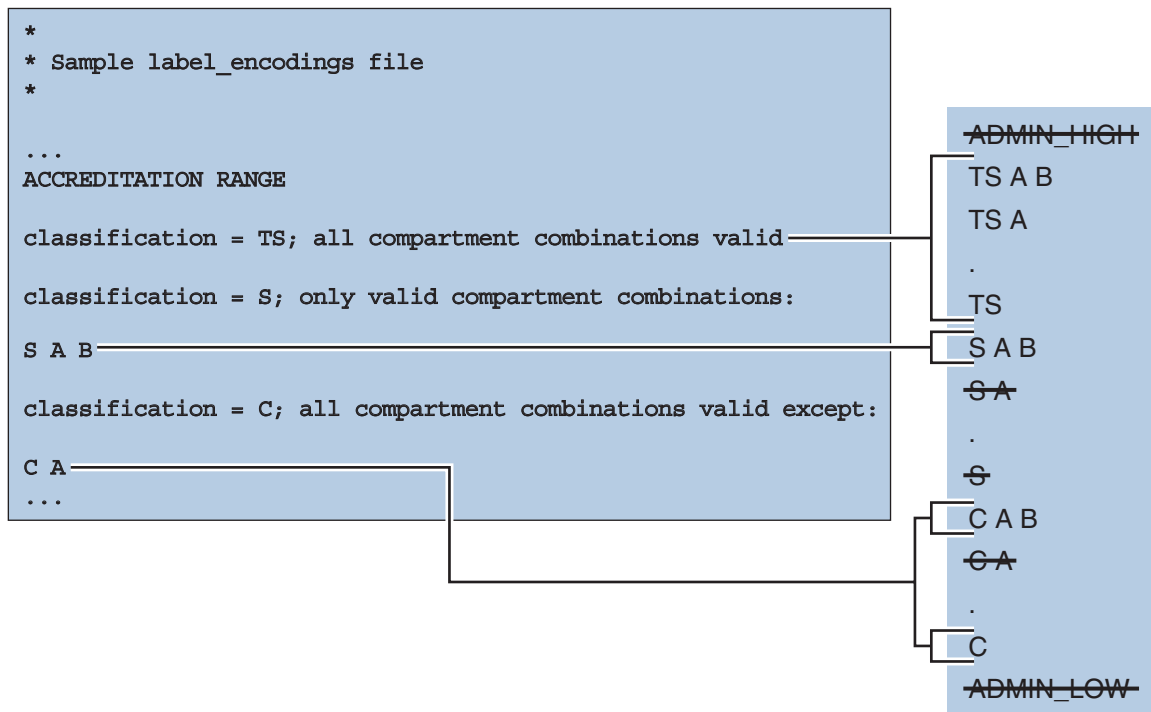 *
* Sample label_encodings file
*
...
ACCREDITATION RANGE
classification = TS; all compartment combinations valid
classification = S; only valid compartment combinations:
S A B
classification = C; all compartment combinations valid except:
C A
...
ADMIN_HIGH
TS A B
TS A
.
TS
S A B
S A
.
S
C A B
C A
.
C
ADMIN_LOW